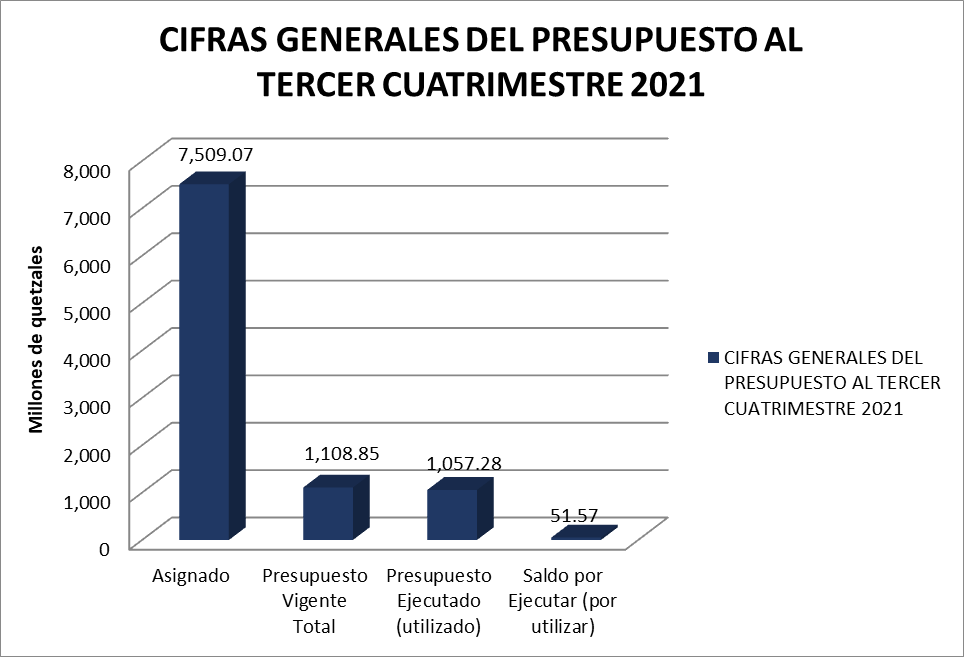 CIFRAS GENERALES DEL PRESUPUESTO AL
TERCER CUATRIMESTRE 2021
Millones de quetzales
8,000
7,000
6,000
5,000
4,000
3,000
2,000
1,000
0
7,509.07
1,108.85
1,057.28
51.57
Asignado
Presupuesto
Vigente
Total
Presupuesto
Ejecutado
(utilizado)
Saldo por
Ejecutar (por
utilizar)
CIFRAS GENERALES DEL
PRESUPUESTO AL TERCER
CUATRIMESTRE 2021